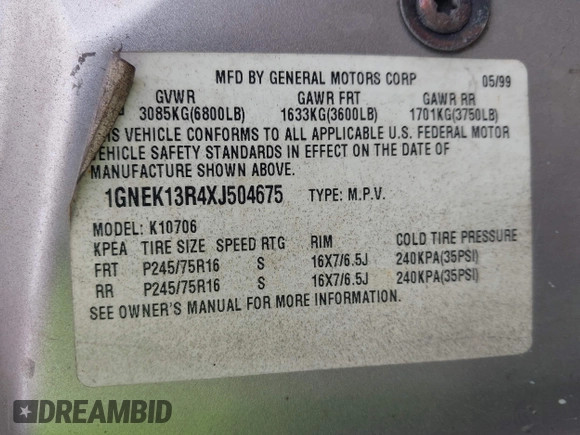 MFD BY GENERAL MOTORS CORP 05/99
GVWR GAWR FRT GAWR RR
3085KG(6800LB) 1633KG(3600LB) 1701KG(3750LB)
IS VEHICLE CONFORMS TO ALL APPLICABLE U.S. FEDERAL MOTOR
VEHICLE SAFETY STANDARDS IN EFFECT ON THE DATE OF
MANUFACTURE SHOWN ABOVE.
1GNEK13R4XJ504675 TYPE: M.P.V.
MODEL: K10706
KPEA TIRE SIZE SPEED RTG RIM COLD TIRE PRESSURE
FRT P245/75R16 S 16X7/6.5J 240KPA(35PSI)
RR P245/75R16 S 16X7/6.5J 240KPA(35PSI)
SEE OWNER'S MANUAL FOR MORE INFORMATION.
DREAMBID